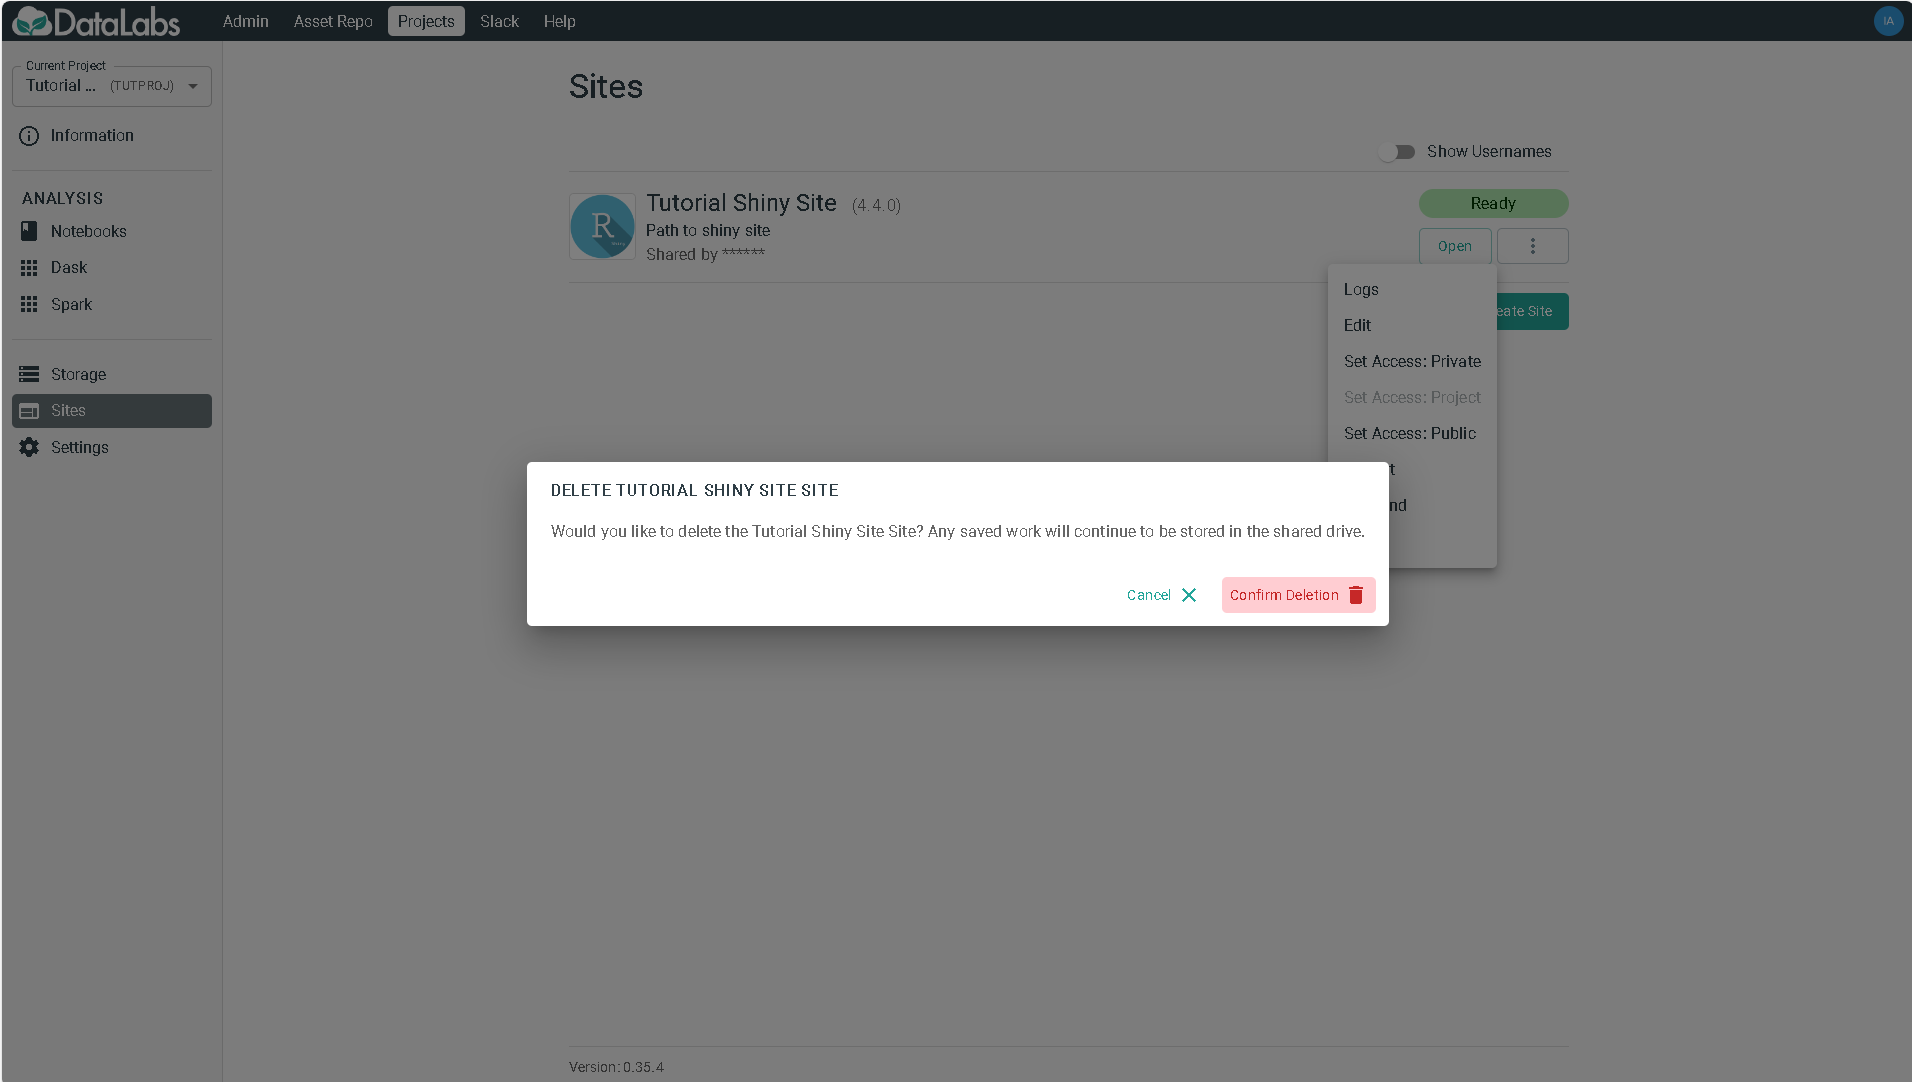 DataLabs
Admin
Asset Repo
Projects
Slack
Help
IA
Current Project
Tutorial ... (TUTPROJ)
Information
ANALYSIS
Notebooks
Dask
Spark
Storage
Sites
Settings
Sites
Show Usernames
R
Tutorial Shiny Site (4.4.0)
Path to shiny site
Shared by ******
Ready
Open
eate Site
Logs
Edit
Set Access: Private
Set Access: Project
Set Access: Public
t
nd
DELETE TUTORIAL SHINY SITE SITE
Would you like to delete the Tutorial Shiny Site Site? Any saved work will continue to be stored in the shared drive.
Cancel
Confirm Deletion
Version: 0.35.4